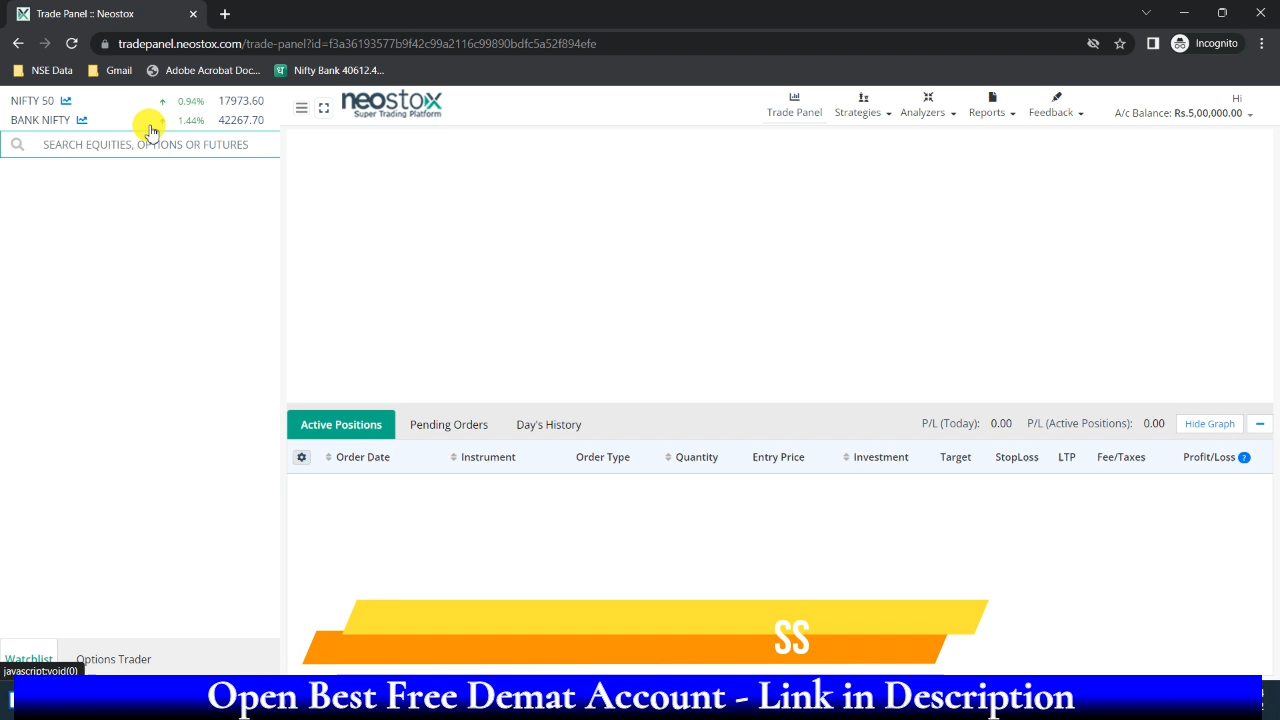 Trade Panel :: Neostox
tradepanel.neostox.com/trade-panel?id=f3a36193577b9f42c99a2116c99890bdfc5a52f894efe
Incognito
NSE Data
Gmail
Adobe Acrobat Doc...
Nifty Bank 40612.4...
NIFTY 50 0.94% 17973.60
BANK NIFTY 1.44% 42267.70
SEARCH EQUITIES, OPTIONS OR FUTURES
neostox
Super Trading Platform
Trade Panel
Strategies
Analyzers
Reports
Feedback
Hi
A/c Balance: Rs.5,00,000.00
Active Positions
Pending Orders
Day's History
P/L (Today): 0.00 P/L (Active Positions): 0.00
Hide Graph
Order Date Instrument Order Type Quantity Entry Price Investment Target StopLoss LTP Fee/Taxes Profit/Loss ?
SS
Watchlist
Options Trader
javascript:void(0)
Open Best Free Demat Account - Link in Description